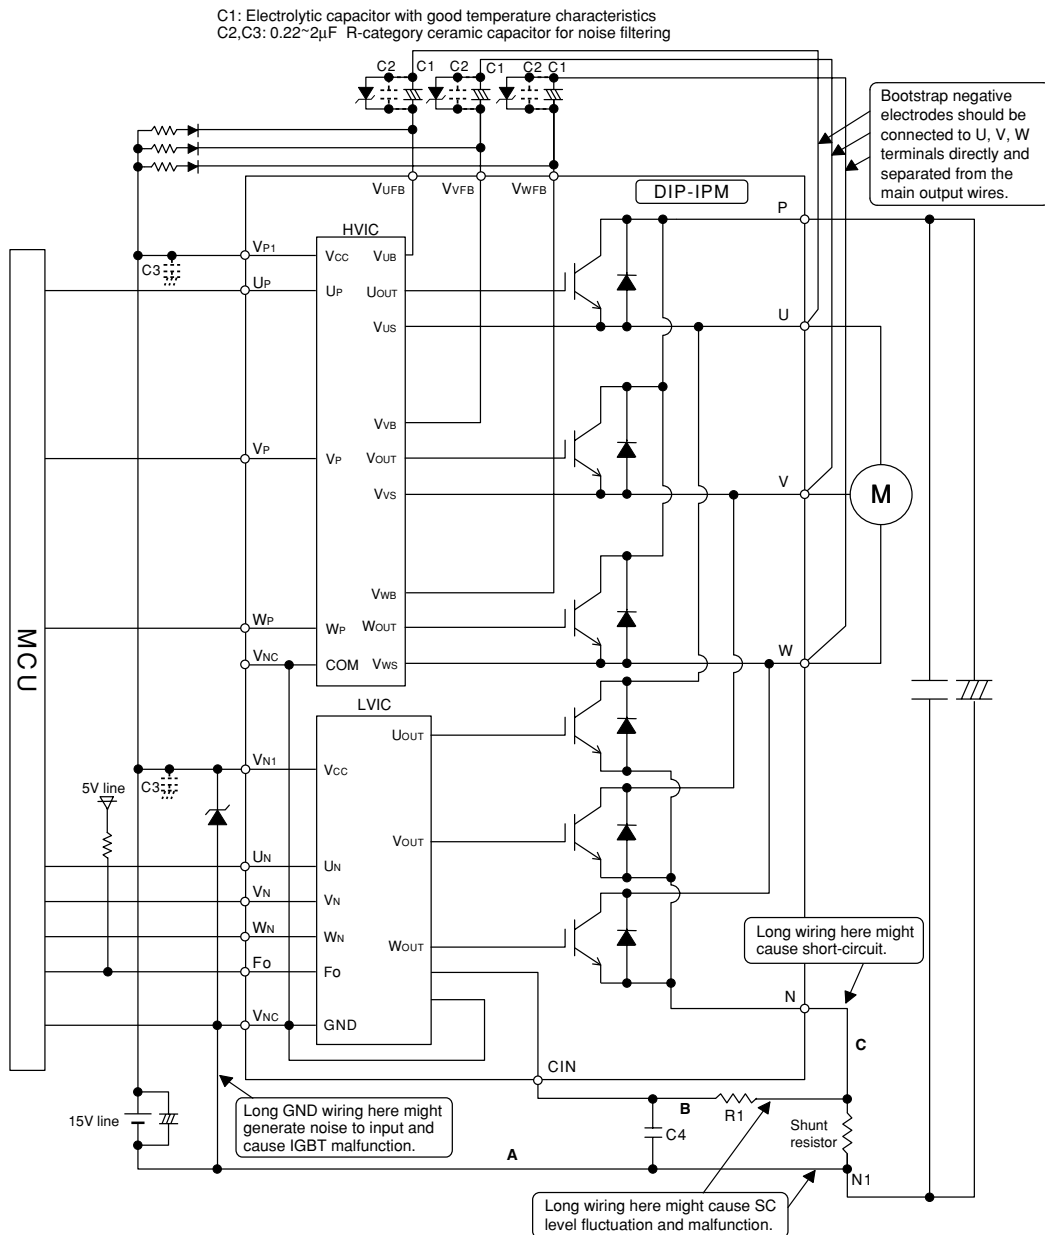 C1: Electrolytic capacitor with good temperature characteristics
C2,C3: 0.22~2μF R-category ceramic capacitor for noise filtering
C2 C1 C2 C1 C2 C1
Bootstrap negative
electrodes should be
connected to U, V, W
terminals directly and
separated from the
main output wires.
VUFB VVFB VWFB
DIP-IPM
P
HVIC
VP1
VCC
VUB
C3
UP
UP
UOUT
U
VUS
VVB
VP
VP
VOUT
V
VVS
M
VWB
WP
WP
WOUT
W
VNC
COM
VWS
MCU
LVIC
UOUT
VN1
VCC
C3
5V line
VOUT
UN
UN
VN
VN
WN
WN
WOUT
Long wiring here might
cause short-circuit.
Fo
Fo
N
VNC
GND
C
CIN
15V line
Long GND wiring here might
generate noise to input and
cause IGBT malfunction.
B
R1
C4
Shunt
resistor
A
N1
Long wiring here might cause SC
level fluctuation and malfunction.